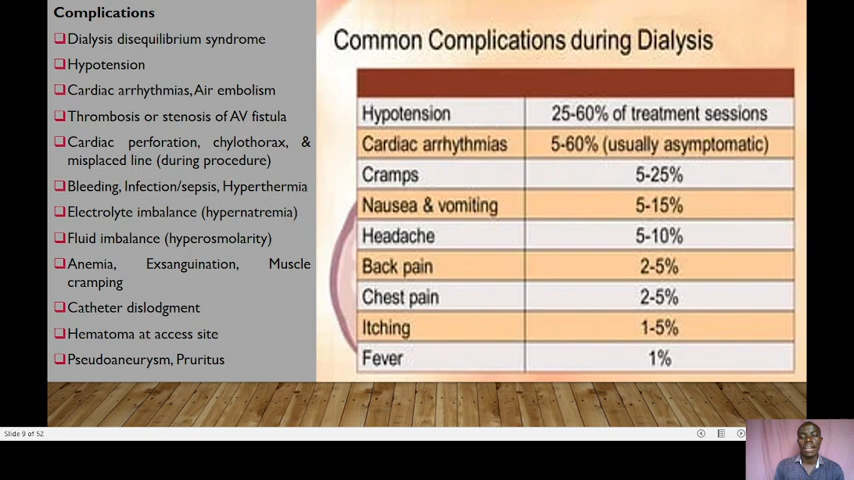 Complications
Dialysis disequilibrium syndrome
Hypotension
Cardiac arrhythmias, Air embolism
Thrombosis or stenosis of AV fistula
Cardiac perforation, chylothorax, &
misplaced line (during procedure)
Bleeding, Infection/sepsis, Hyperthermia
Electrolyte imbalance (hypernatremia)
Fluid imbalance (hyperosmolarity)
Anemia, Exsanguination, Muscle
cramping
Catheter dislodgment
Hematoma at access site
Pseudoaneurysm, Pruritus
Common Complications during Dialysis
Hypotension 25-60% of treatment sessions
Cardiac arrhythmias 5-60% (usually asymptomatic)
Cramps 5-25%
Nausea & vomiting 5-15%
Headache 5-10%
Back pain 2-5%
Chest pain 2-5%
Itching 1-5%
Fever 1%
Slide 9 of 52